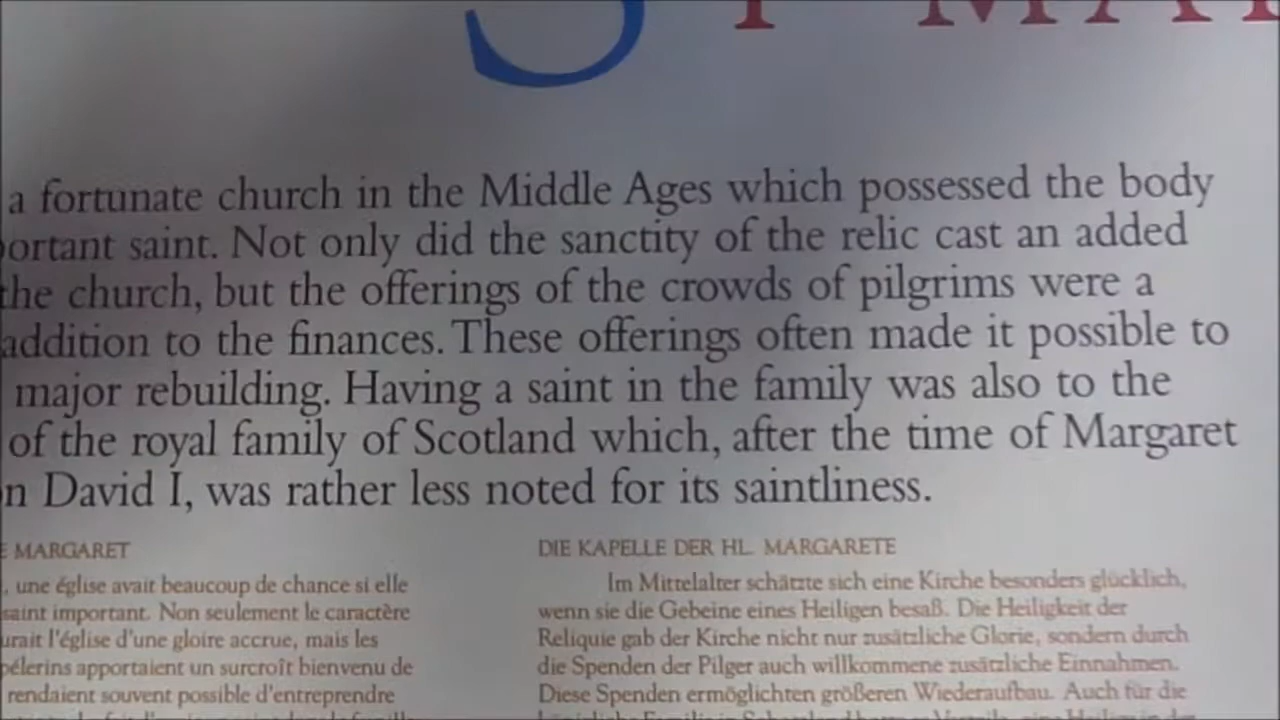 a fortunate church in the Middle Ages which possessed the body
saint. Not only did the sanctity of the relic cast an added
the church, but the offerings of the crowds of pilgrims were a
addition to the finances. These offerings often made it possible to
major rebuilding. Having a saint in the family was also to the
of the royal family of Scotland which, after the time of Margaret
David I, was rather less noted for its saintliness.
MARGARET
, une église avait beaucoup de chance si elle
saint important. Non seulement le caractère
l'église d'une gloire accrue, mais les
pélerins apportaient un surcroît bienvenu de
rendaient souvent possible d'entreprendre
DIE KAPELLE DER HL. MARGARETE
Im Mittelalter schätzte sich eine Kirche besonders glücklich,
wenn sie die Gebeine eines Heiligen besaß. Die Heiligkeit der
Reliquie gab der Kirche nicht nur zusätzliche Glorie, sondern durch
die Spenden der Pilger auch willkommene zusätzliche Einnahmen.
Diese Spenden ermöglichten größeren Wiederaufbau. Auch für die